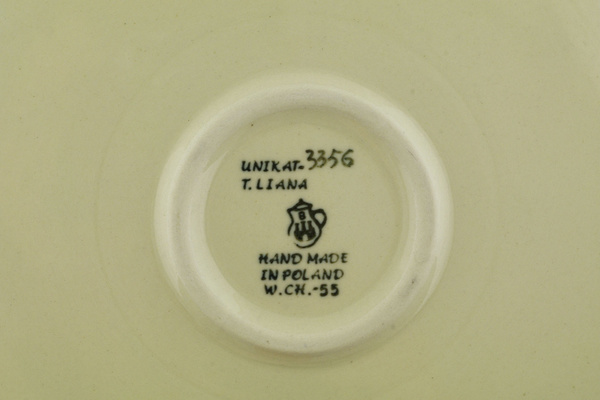 UNIKAT-3356
T. LIANA
B
HAND MADE
IN POLAND
W.CH.-55